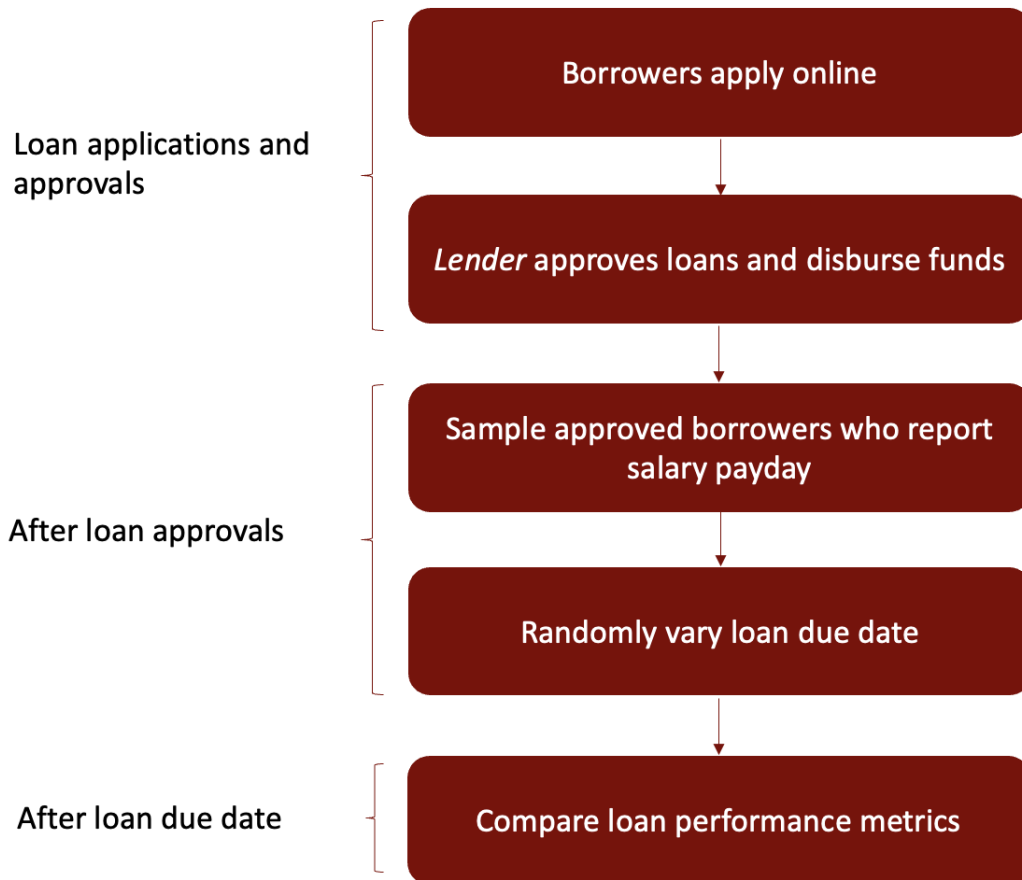 Borrowers apply online
Loan applications and
approvals
Lender approves loans and disburse funds
Sample approved borrowers who report
salary payday
After loan approvals
Randomly vary loan due date
After loan due date
Compare loan performance metrics